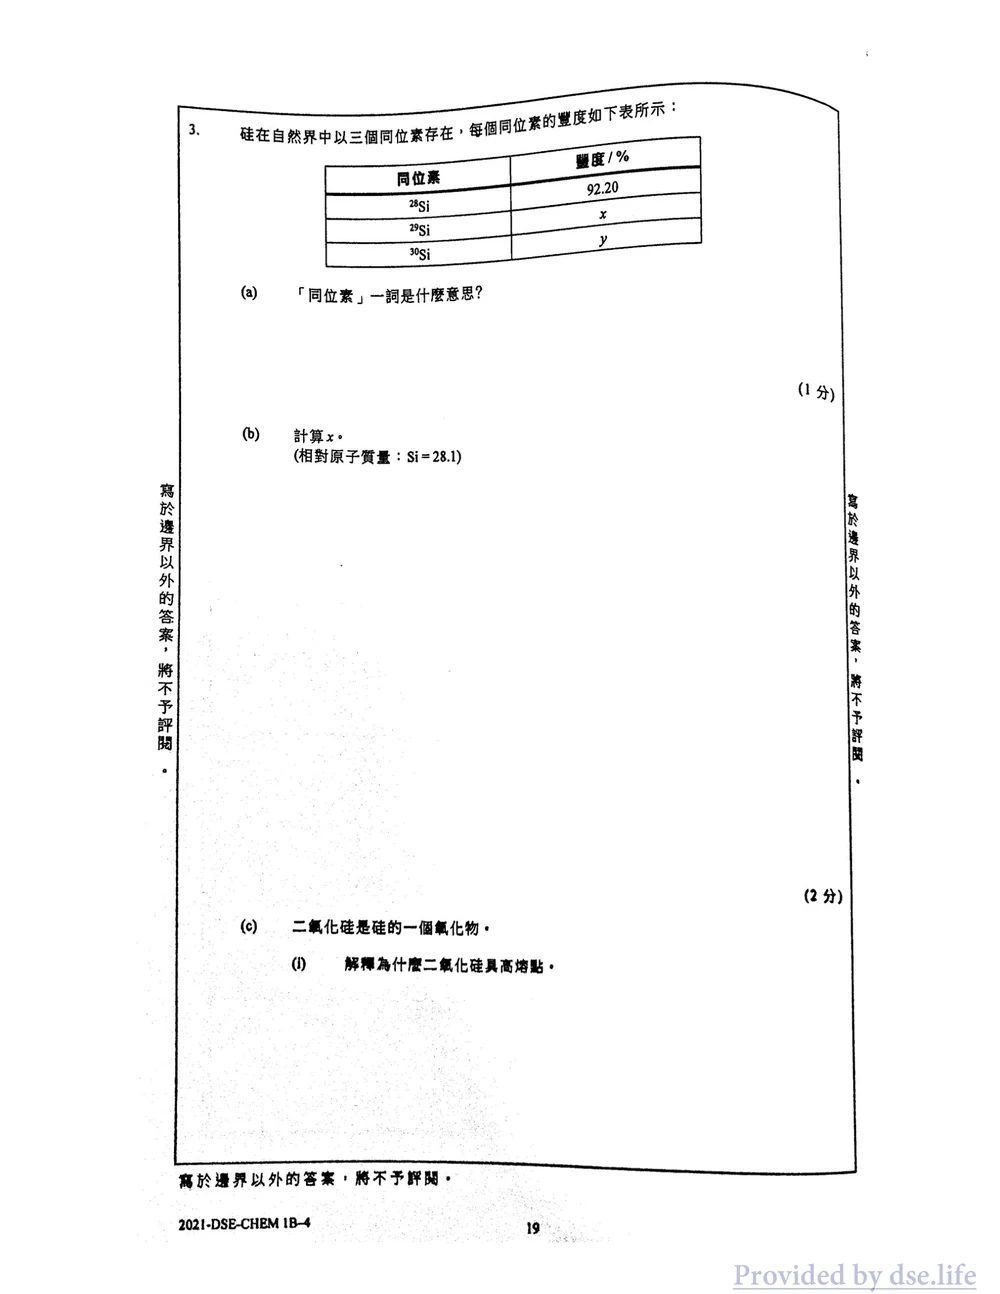 3. 硅在自然界中以三個同位素存在，每個同位素的豐度如下表所示：
同位素 豐度 / %
²⁸Si 92.20
²⁹Si x
³⁰Si y
(a) 「同位素」一詞是什麼意思?
(1 分)
(b) 計算 x。
(相對原子質量：Si = 28.1)
(2 分)
(c) 二氧化硅是硅的一個氧化物。
(i) 解釋為什麼二氧化硅具高熔點。
寫於邊界以外的答案，將不予評閱。
寫於邊界以外的答案，將不予評閱。
寫於邊界以外的答案，將不予評閱。
2021-DSE-CHEM 1B–4
19
Provided by dse.life